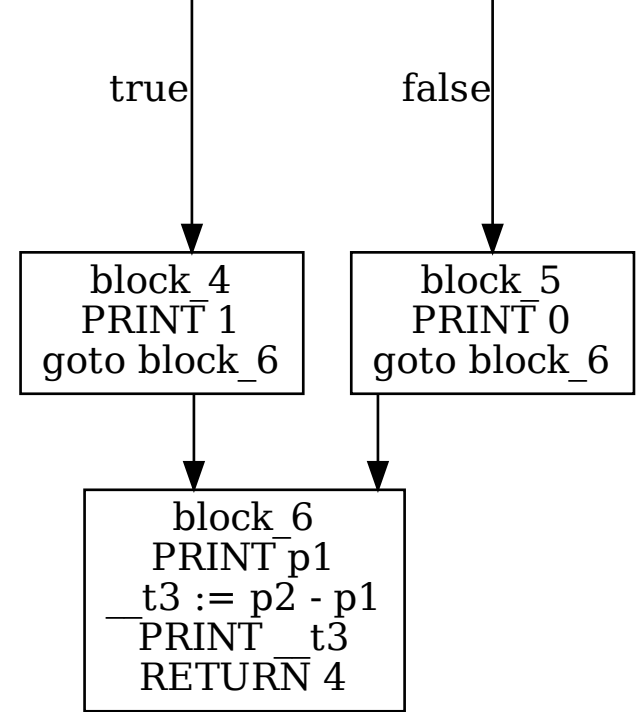 true
false
block_4
PRINT 1
goto block_6
block_5
PRINT 0
goto block_6
block_6
PRINT p1
__t3 := p2 - p1
PRINT __t3
RETURN 4